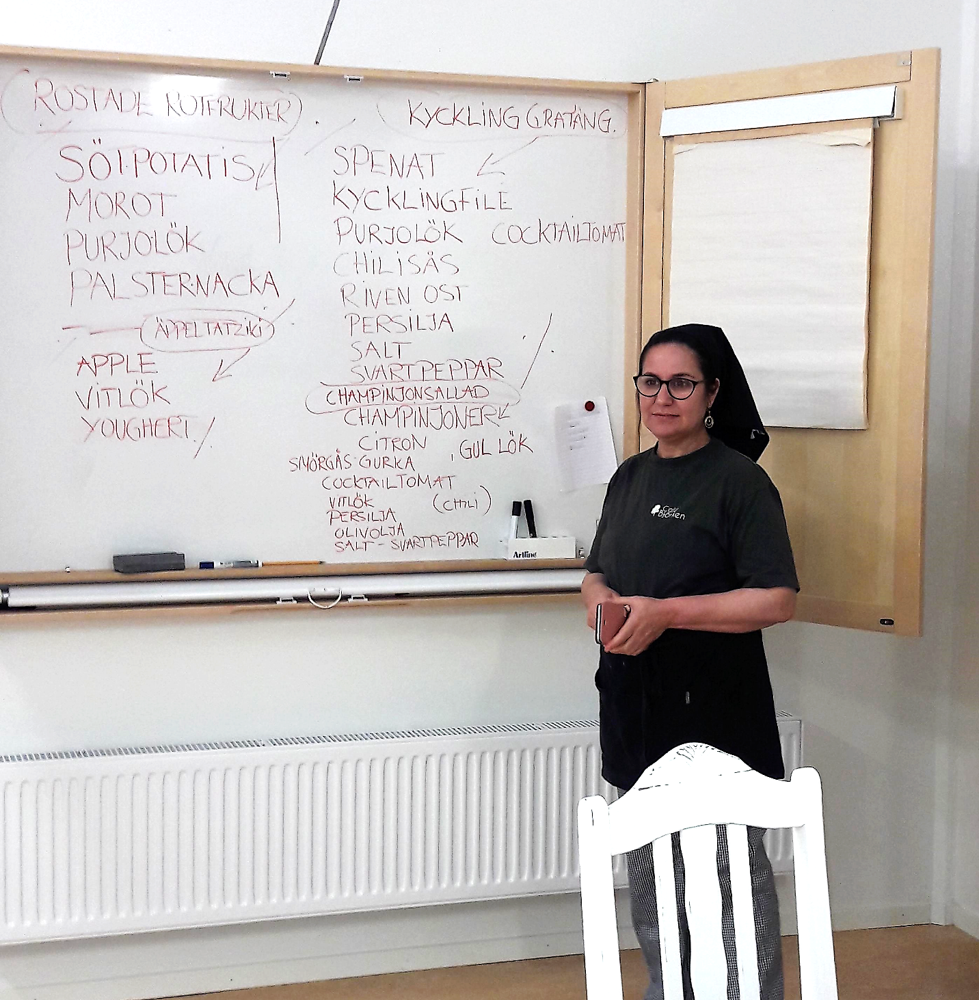 ROSTADE ROTFRUKTER
SÖTPOTATIS
MOROT
PURJOLÖK
PALSTERNACKA
ÄPPELTATZIKI
APPLE
VITLÖK
YOUGHERT
KYCKLING GRATÄNG.
SPENAT
KYCKLINGFILE
PURJOLÖK COCKTAILTOMAT
CHILISÅS
RIVEN OST
PERSILJA
SALT
SVARTPEPPAR
CHAMPINJONSALLAD
CHAMPINJONER
CITRON
, GUL LÖK
SMÖRGÅS-GURKA
COCKTAILTOMAT
VITLÖK (CHILI)
PERSILJA
OLIVOLJA
SALT - SVARTPEPPAR
Artline